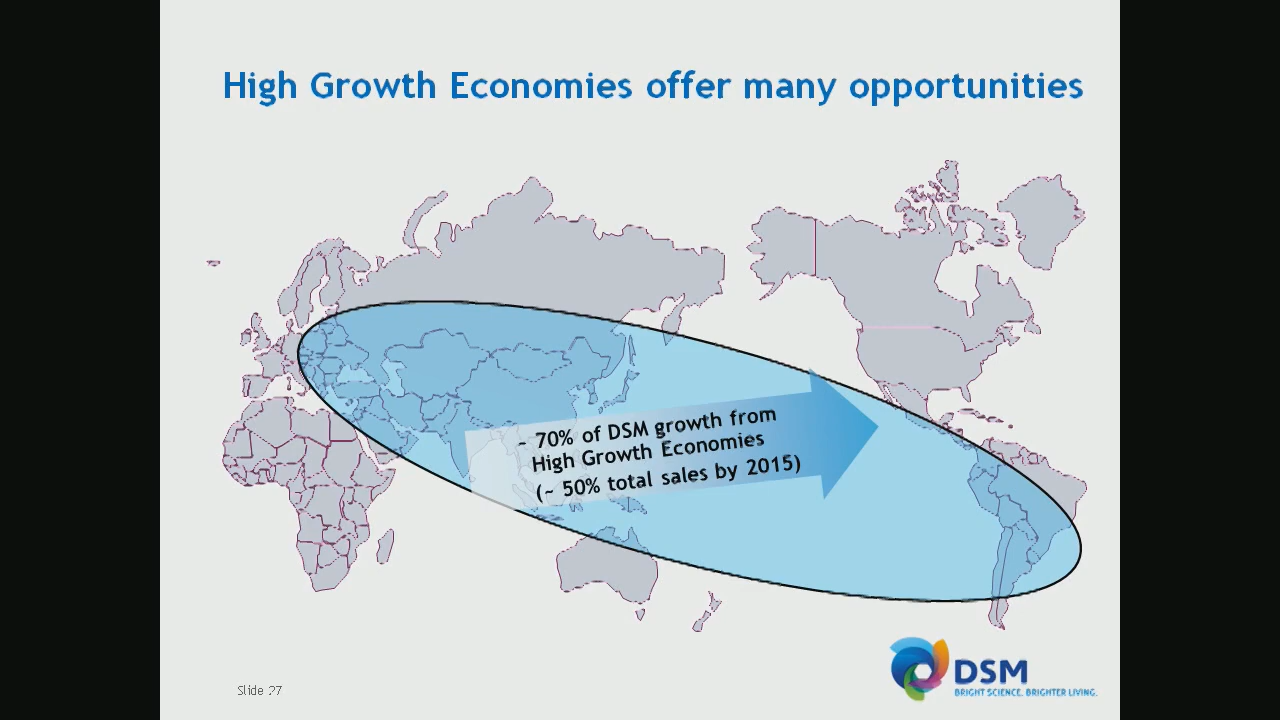 High Growth Economies offer many opportunities
~ 70% of DSM growth from
High Growth Economies
(~ 50% total sales by 2015)
DSM
BRIGHT SCIENCE. BRIGHTER LIVING.
Slide 27